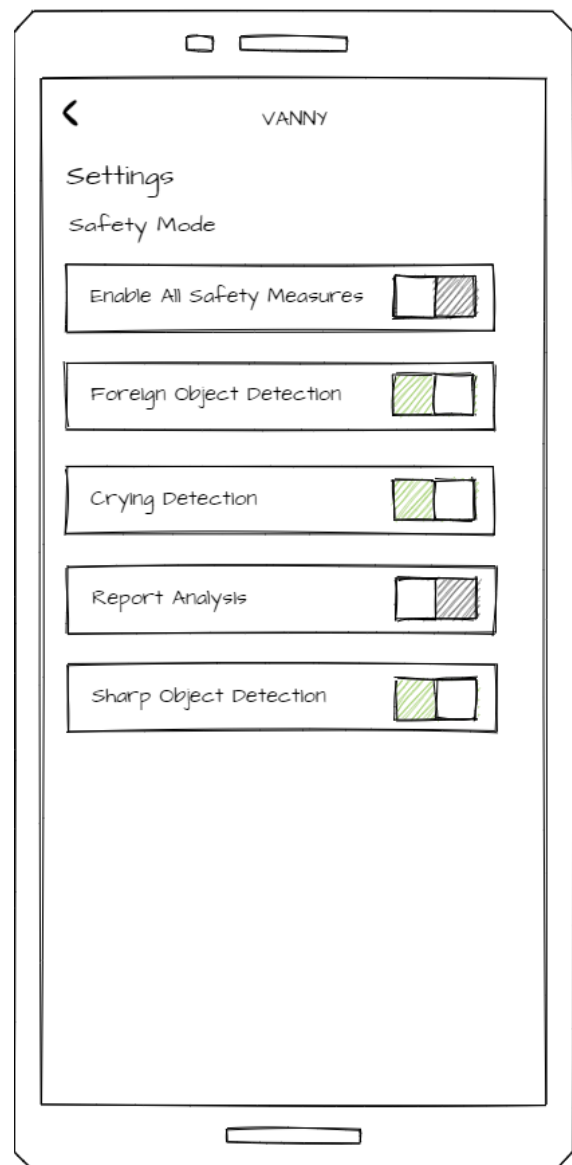 VANNY
Settings
Safety Mode
Enable All Safety Measures
Foreign Object Detection
Crying Detection
Report Analysis
Sharp Object Detection